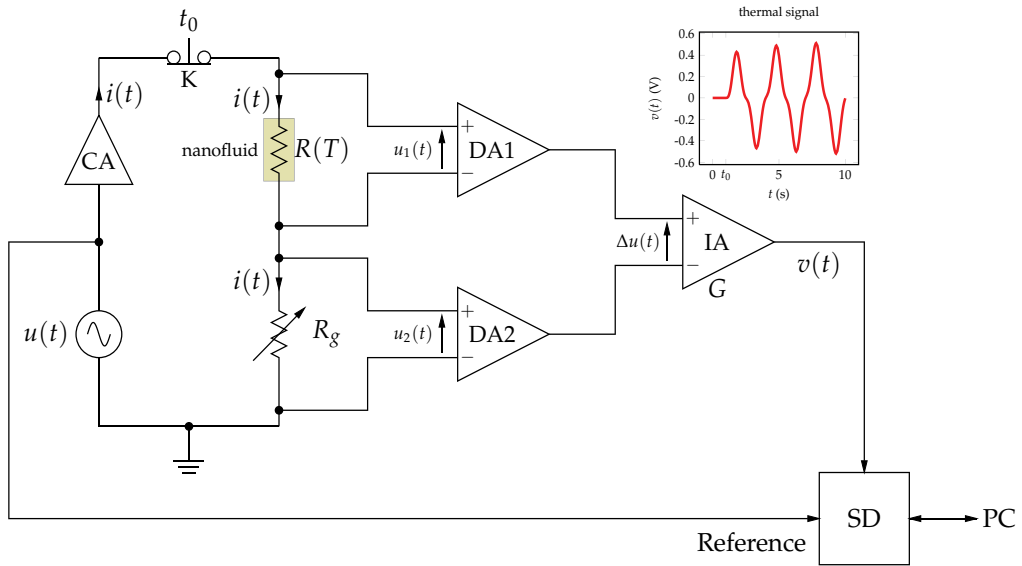 t₀
K
i(t)
CA
u(t)
i(t)
nanofluid
R(T)
i(t)
R_g
u₁(t)
+
DA1
−
u₂(t)
+
DA2
−
Δu(t)
+
IA
−
G
v(t)
thermal signal
v(t) (V)
0.6
0.4
0.2
0
-0.2
-0.4
-0.6
0 t₀ 5 10
t (s)
Reference
SD
PC